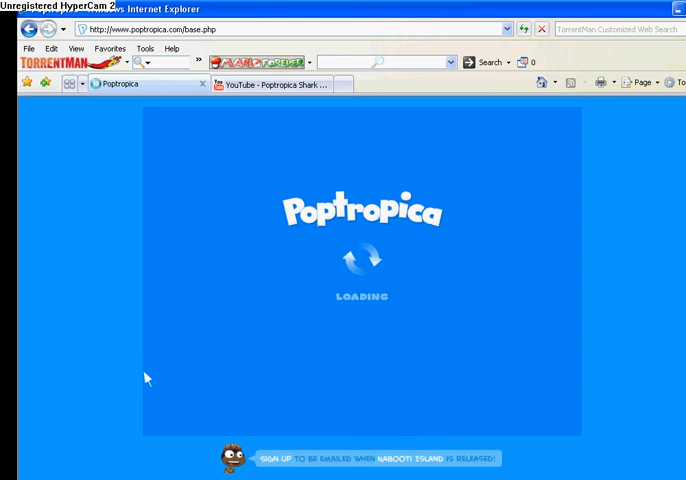 Unregistered HyperCam 2
Internet Explorer
http://www.poptropica.com/base.php
TorrentMan Customized Web Search
File Edit View Favorites Tools Help
TORRENTMAN
» Search 0
Poptropica
YouTube - Poptropica Shark ...
Page To
Poptropica
LOADING
SIGN UP TO BE EMAILED WHEN NABOOTI ISLAND IS RELEASED!